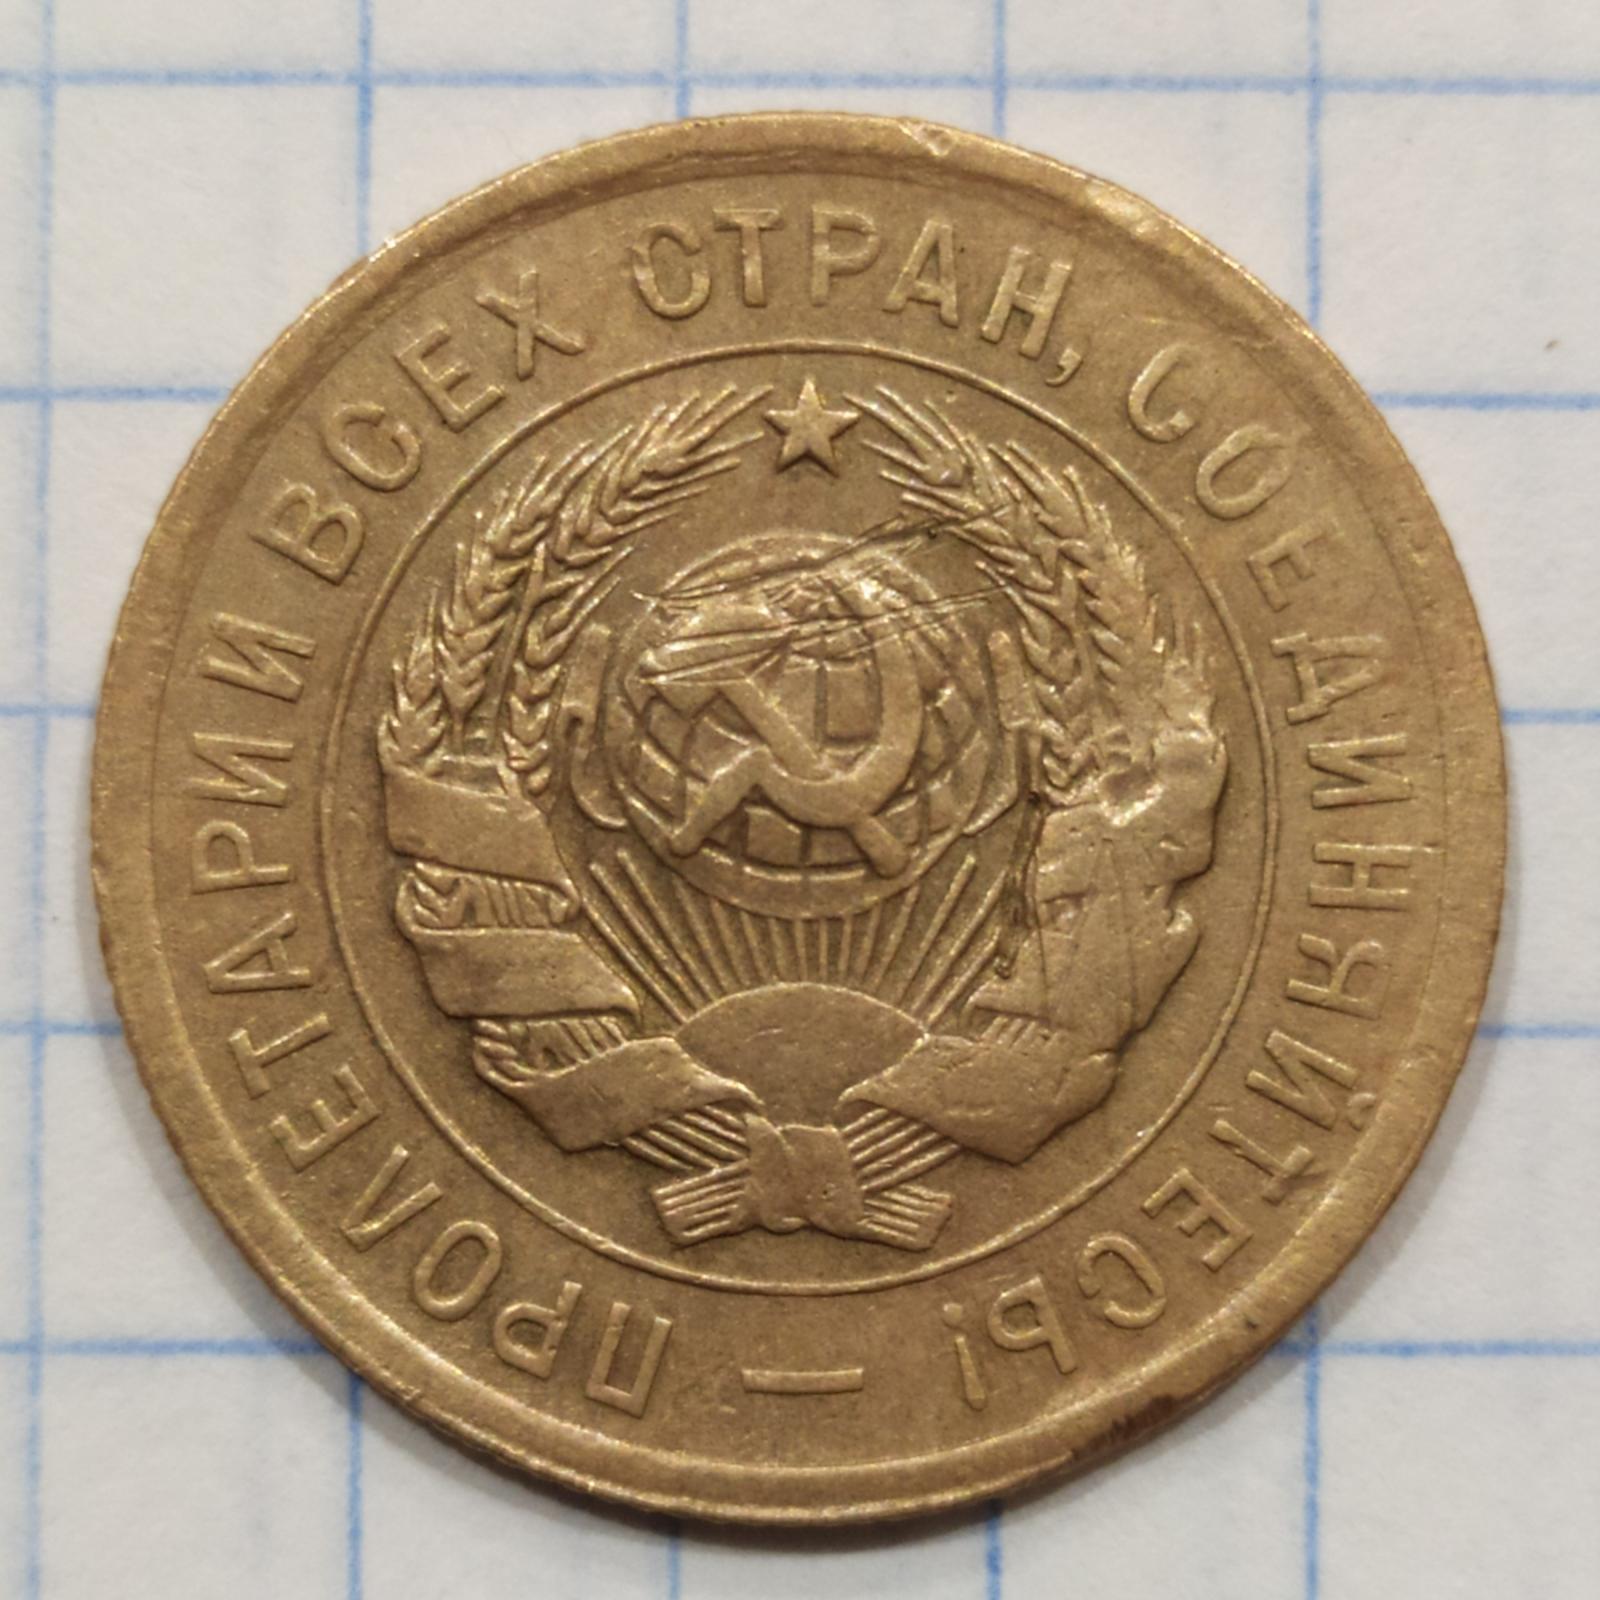 ПРОЛЕТАРИИ ВСЕХ СТРАН, СОЕДИНЯЙТЕСЬ! —